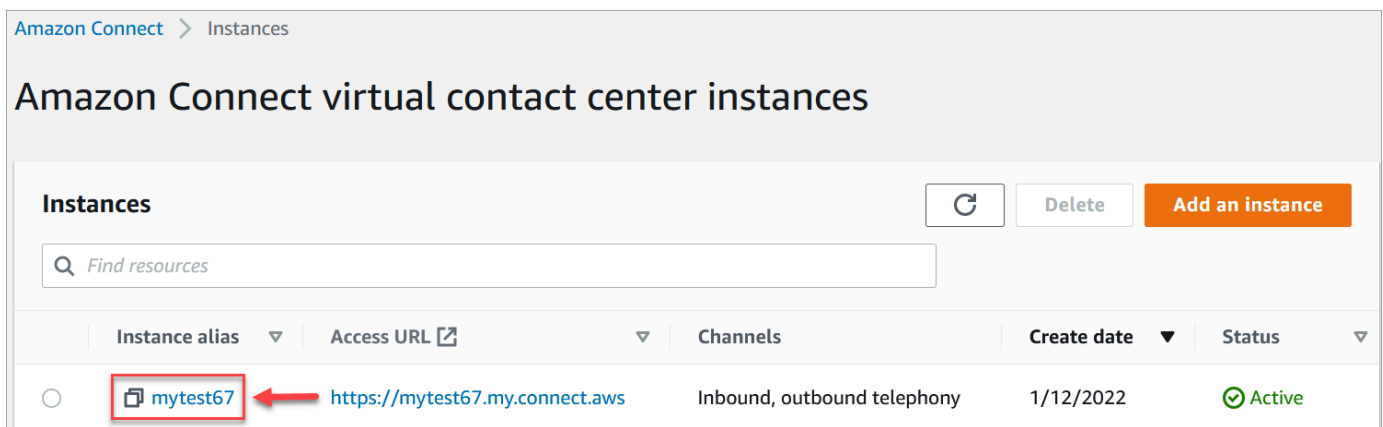 Amazon Connect > Instances
Amazon Connect virtual contact center instances
Instances
Delete
Add an instance
Find resources
Instance alias Access URL Channels Create date Status
mytest67 https://mytest67.my.connect.aws Inbound, outbound telephony 1/12/2022 Active